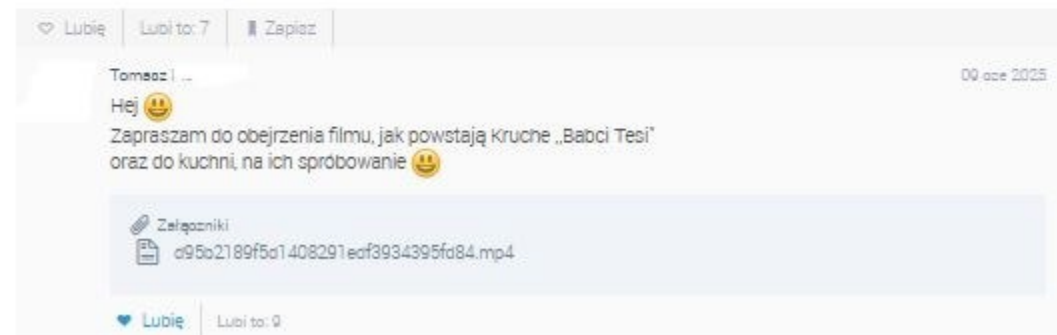 Lubię Lubi to: 7 Zapisz
Tomasz 09 cze 2025
Hej
Zapraszam do obejrzenia filmu, jak powstają Kruche ,,Babci Tesi"
oraz do kuchni, na ich spróbowanie
Załączniki
d95b2189f5d1408291edf3934395fd84.mp4
Lubię Lubi to: 9